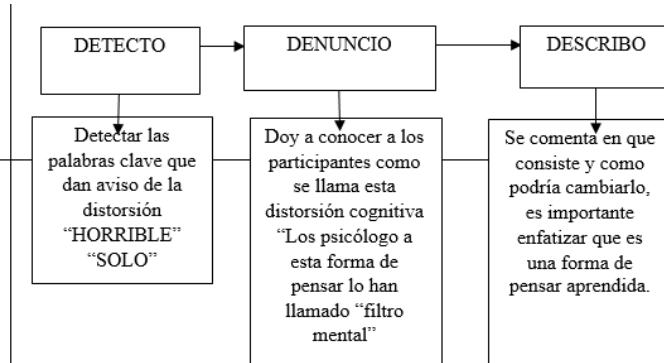 DETECTO
DENUNCIO
DESCRIBO
Detectar las
palabras clave que
dan aviso de la
distorsión
“HORRIBLE”
“SOLO”
Doy a conocer a los
participantes como
se llama esta
distorsión cognitiva
“Los psicólogo a
esta forma de
pensar lo han
llamado “filtro
mental”
Se comenta en que
consiste y como
podría cambiarlo,
es importante
enfatizar que es
una forma de
pensar aprendida.